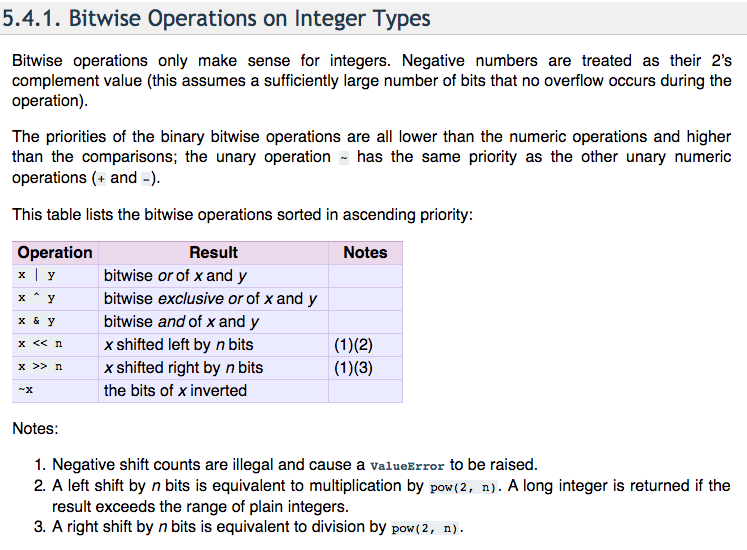 5.4.1. Bitwise Operations on Integer Types
Bitwise operations only make sense for integers. Negative numbers are treated as their 2’s
complement value (this assumes a sufficiently large number of bits that no overflow occurs during the
operation).
The priorities of the binary bitwise operations are all lower than the numeric operations and higher
than the comparisons; the unary operation ~ has the same priority as the other unary numeric
operations (+ and -).
This table lists the bitwise operations sorted in ascending priority:
Operation Result Notes
x | y bitwise or of x and y
x ^ y bitwise exclusive or of x and y
x & y bitwise and of x and y
x << n x shifted left by n bits (1)(2)
x >> n x shifted right by n bits (1)(3)
~x the bits of x inverted
Notes:
1. Negative shift counts are illegal and cause a ValueError to be raised.
2. A left shift by n bits is equivalent to multiplication by pow(2, n). A long integer is returned if the
result exceeds the range of plain integers.
3. A right shift by n bits is equivalent to division by pow(2, n).